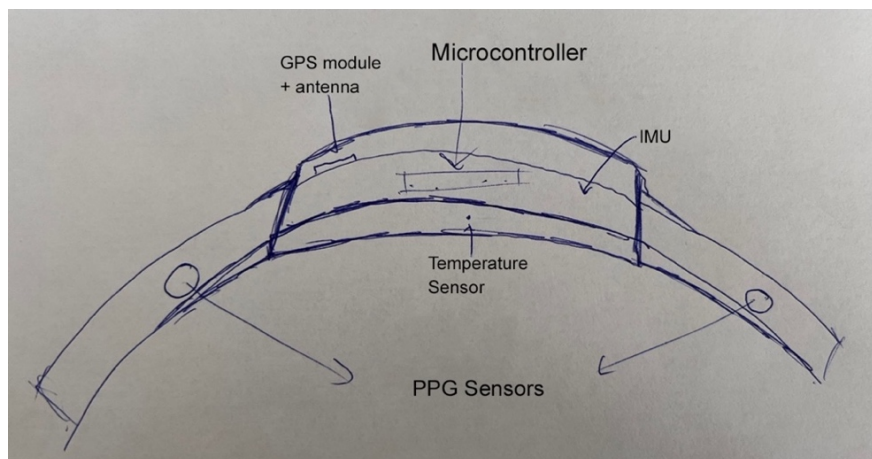 GPS module
+ antenna
Microcontroller
IMU
Temperature
Sensor
PPG Sensors